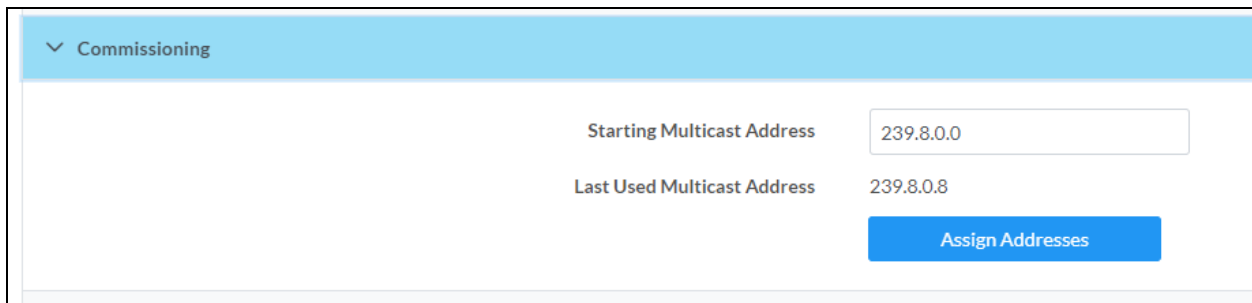 Commissioning
Starting Multicast Address 239.8.0.0
Last Used Multicast Address 239.8.0.8
Assign Addresses